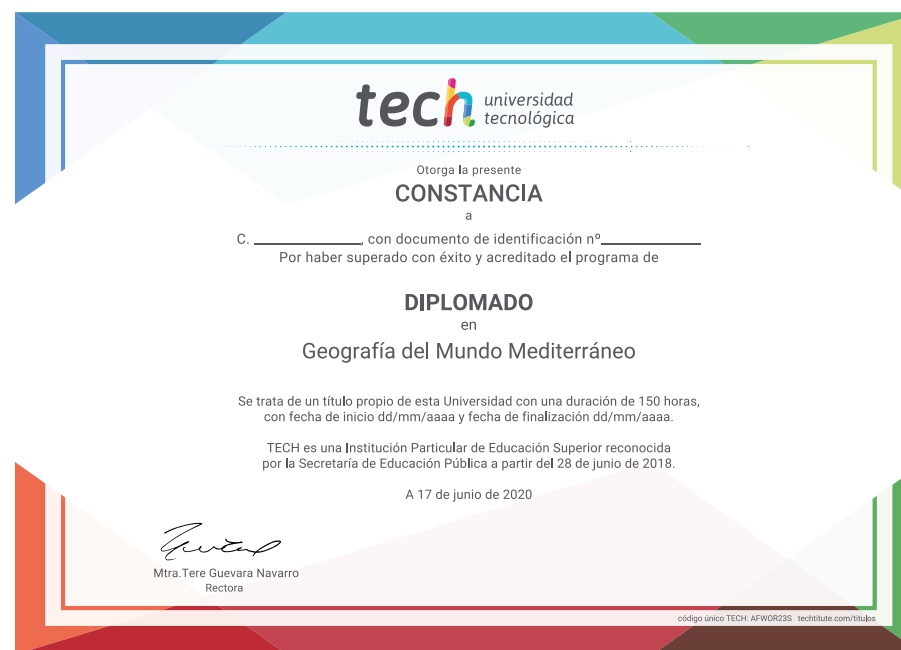 tech universidad
tecnológica
Otorga la presente
CONSTANCIA
a
C. ______________, con documento de identificación nº_____________
Por haber superado con éxito y acreditado el programa de
DIPLOMADO
en
Geografía del Mundo Mediterráneo
Se trata de un título propio de esta Universidad con una duración de 150 horas,
con fecha de inicio dd/mm/aaaa y fecha de finalización dd/mm/aaaa.
TECH es una Institución Particular de Educación Superior reconocida
por la Secretaría de Educación Pública a partir del 28 de junio de 2018.
A 17 de junio de 2020
Mtra.Tere Guevara Navarro
Rectora
código único TECH: AFWOR23S techtitute.com/titulos